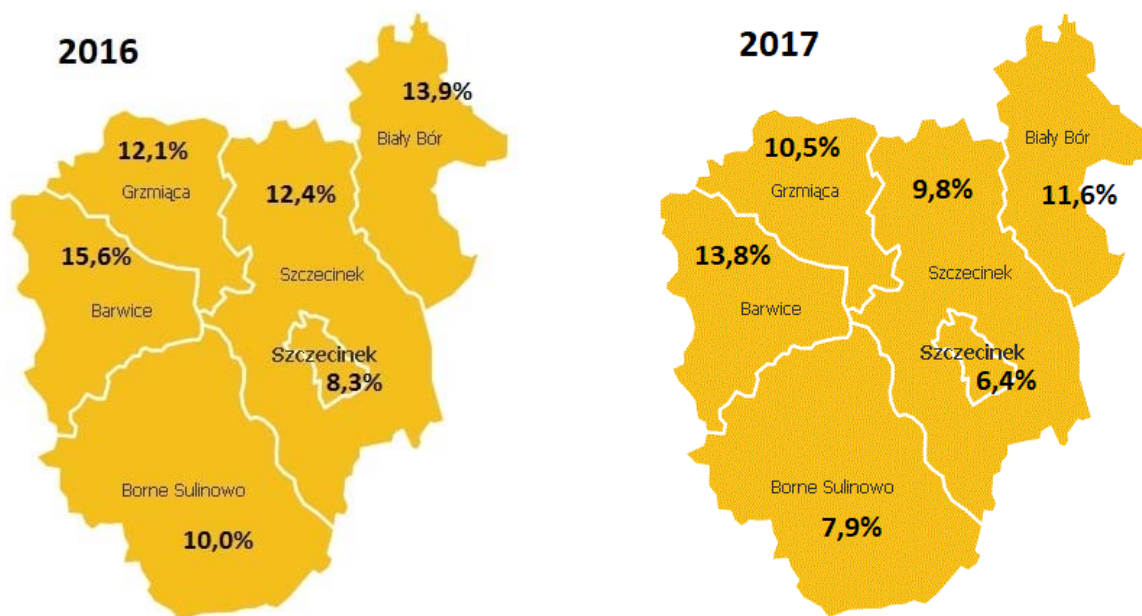 2016
13,9%
Biały Bór
12,1%
Grzmiąca
12,4%
15,6%
Szczecinek
Barwice
Szczecinek
8,3%
Borne Sulinowo
10,0%
2017
Biały Bór
10,5%
Grzmiąca
9,8%
11,6%
13,8%
Szczecinek
Barwice
Szczecinek
6,4%
Borne Sulinowo
7,9%